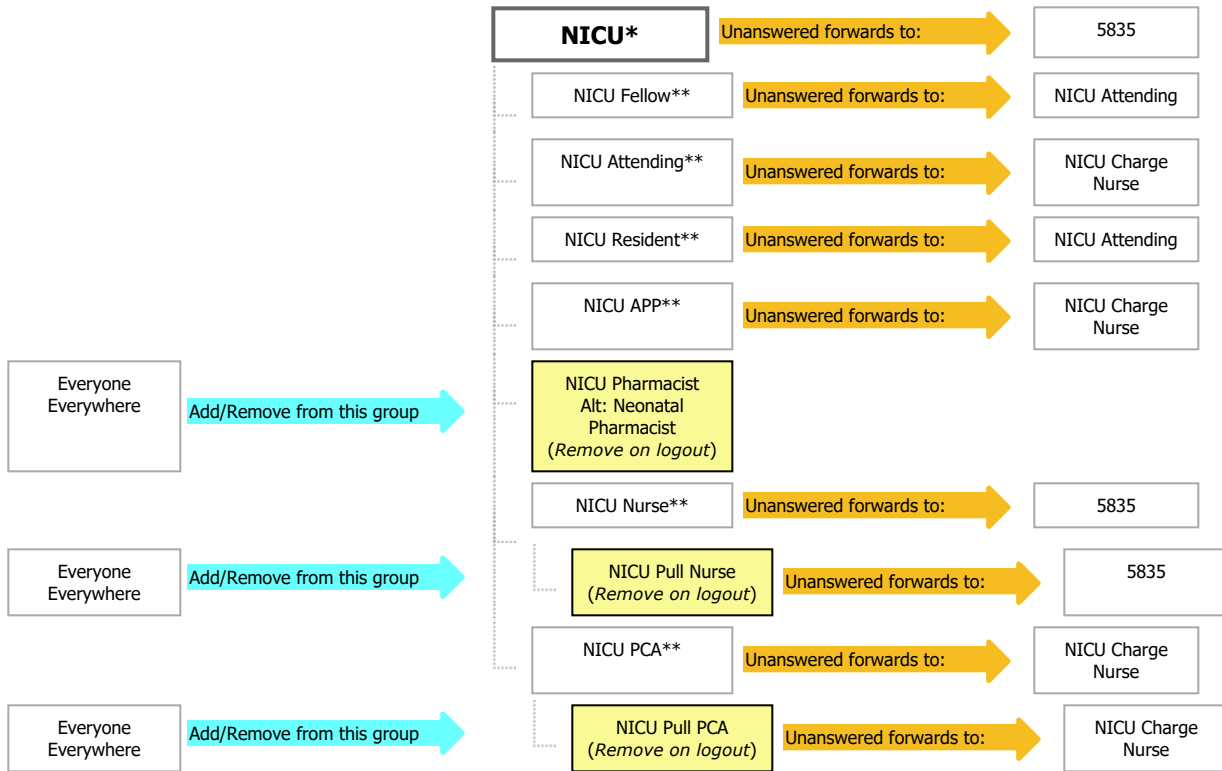 NICU*
Unanswered forwards to:
5835
NICU Fellow**
Unanswered forwards to:
NICU Attending
NICU Attending**
Unanswered forwards to:
NICU Charge
Nurse
NICU Resident**
Unanswered forwards to:
NICU Attending
NICU APP**
Unanswered forwards to:
NICU Charge
Nurse
Everyone
Everywhere
Add/Remove from this group
NICU Pharmacist
Alt: Neonatal
Pharmacist
(Remove on logout)
NICU Nurse**
Unanswered forwards to:
5835
Everyone
Everywhere
Add/Remove from this group
NICU Pull Nurse
(Remove on logout)
Unanswered forwards to:
5835
NICU PCA**
Unanswered forwards to:
NICU Charge
Nurse
Everyone
Everywhere
Add/Remove from this group
NICU Pull PCA
(Remove on logout)
Unanswered forwards to:
NICU Charge
Nurse